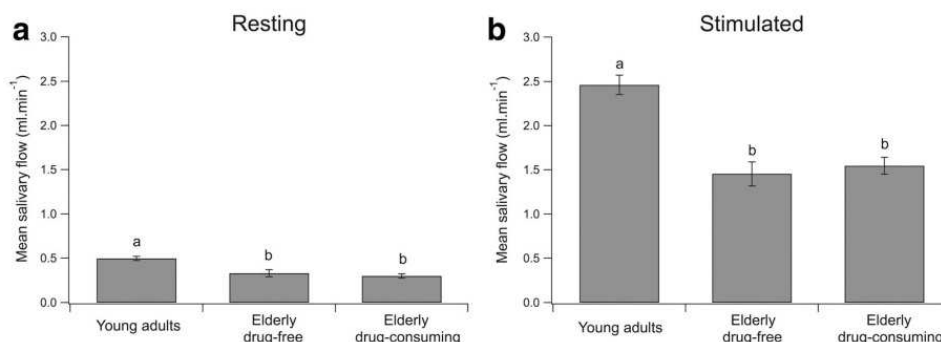 a
Resting
Mean salivary flow (ml.min⁻¹)
3.0
2.5
2.0
1.5
1.0
0.5
0.0
a
b
b
Young adults
Elderly
drug-free
Elderly
drug-consuming
b
Stimulated
Mean salivary flow (ml.min⁻¹)
3.0
2.5
2.0
1.5
1.0
0.5
0.0
a
b
b
Young adults
Elderly
drug-free
Elderly
drug-consuming